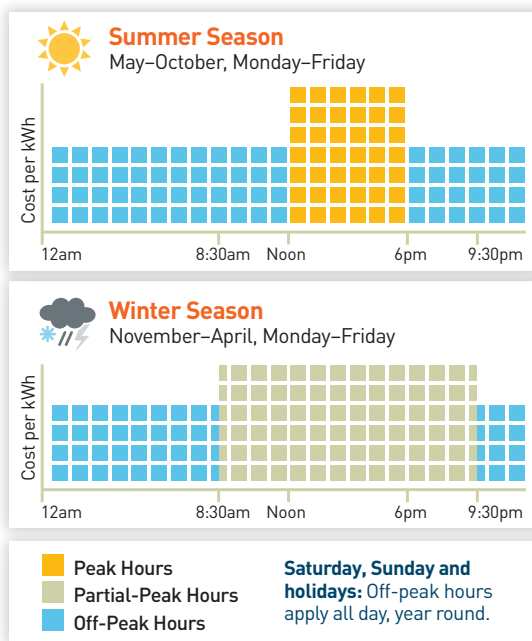 Summer Season
May–October, Monday–Friday
Cost per kWh
12am 8:30am Noon 6pm 9:30pm
Winter Season
November–April, Monday–Friday
Cost per kWh
12am 8:30am Noon 6pm 9:30pm
Peak Hours
Partial-Peak Hours
Off-Peak Hours
Saturday, Sunday and
holidays: Off-peak hours
apply all day, year round.